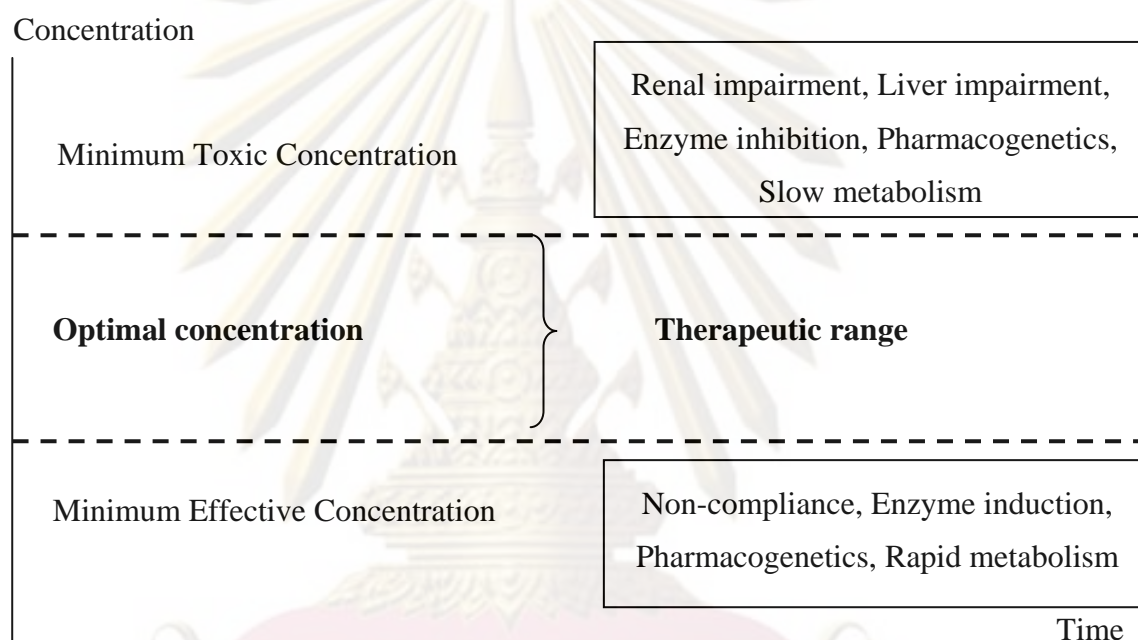 Concentration
Renal impairment, Liver impairment,
Enzyme inhibition, Pharmacogenetics,
Slow metabolism
Minimum Toxic Concentration
Optimal concentration
Therapeutic range
Minimum Effective Concentration
Non-compliance, Enzyme induction,
Pharmacogenetics, Rapid metabolism
Time